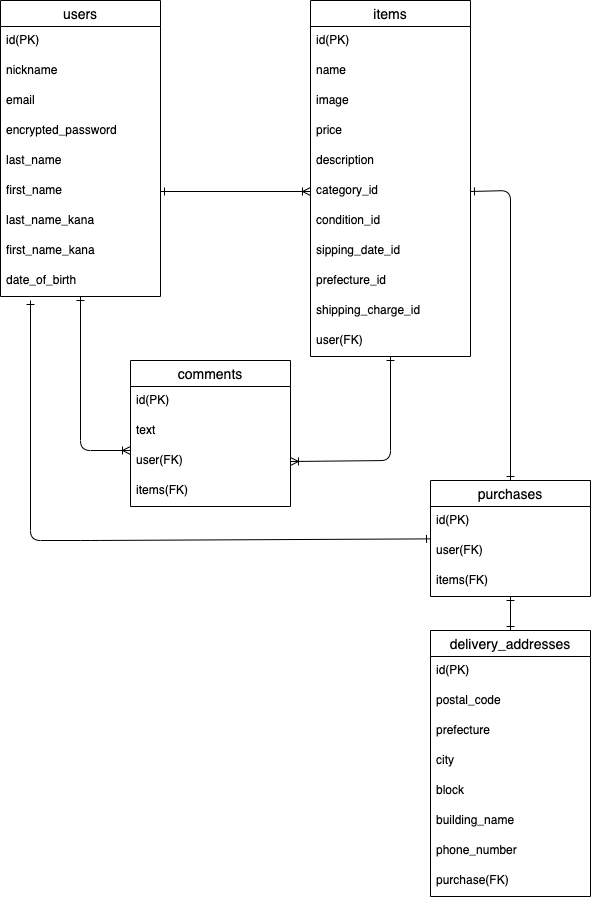 users
id(PK)
nickname
email
encrypted_password
last_name
first_name
last_name_kana
first_name_kana
date_of_birth
items
id(PK)
name
image
price
description
category_id
condition_id
sipping_date_id
prefecture_id
shipping_charge_id
user(FK)
comments
id(PK)
text
user(FK)
items(FK)
purchases
id(PK)
user(FK)
items(FK)
delivery_addresses
id(PK)
postal_code
prefecture
city
block
building_name
phone_number
purchase(FK)